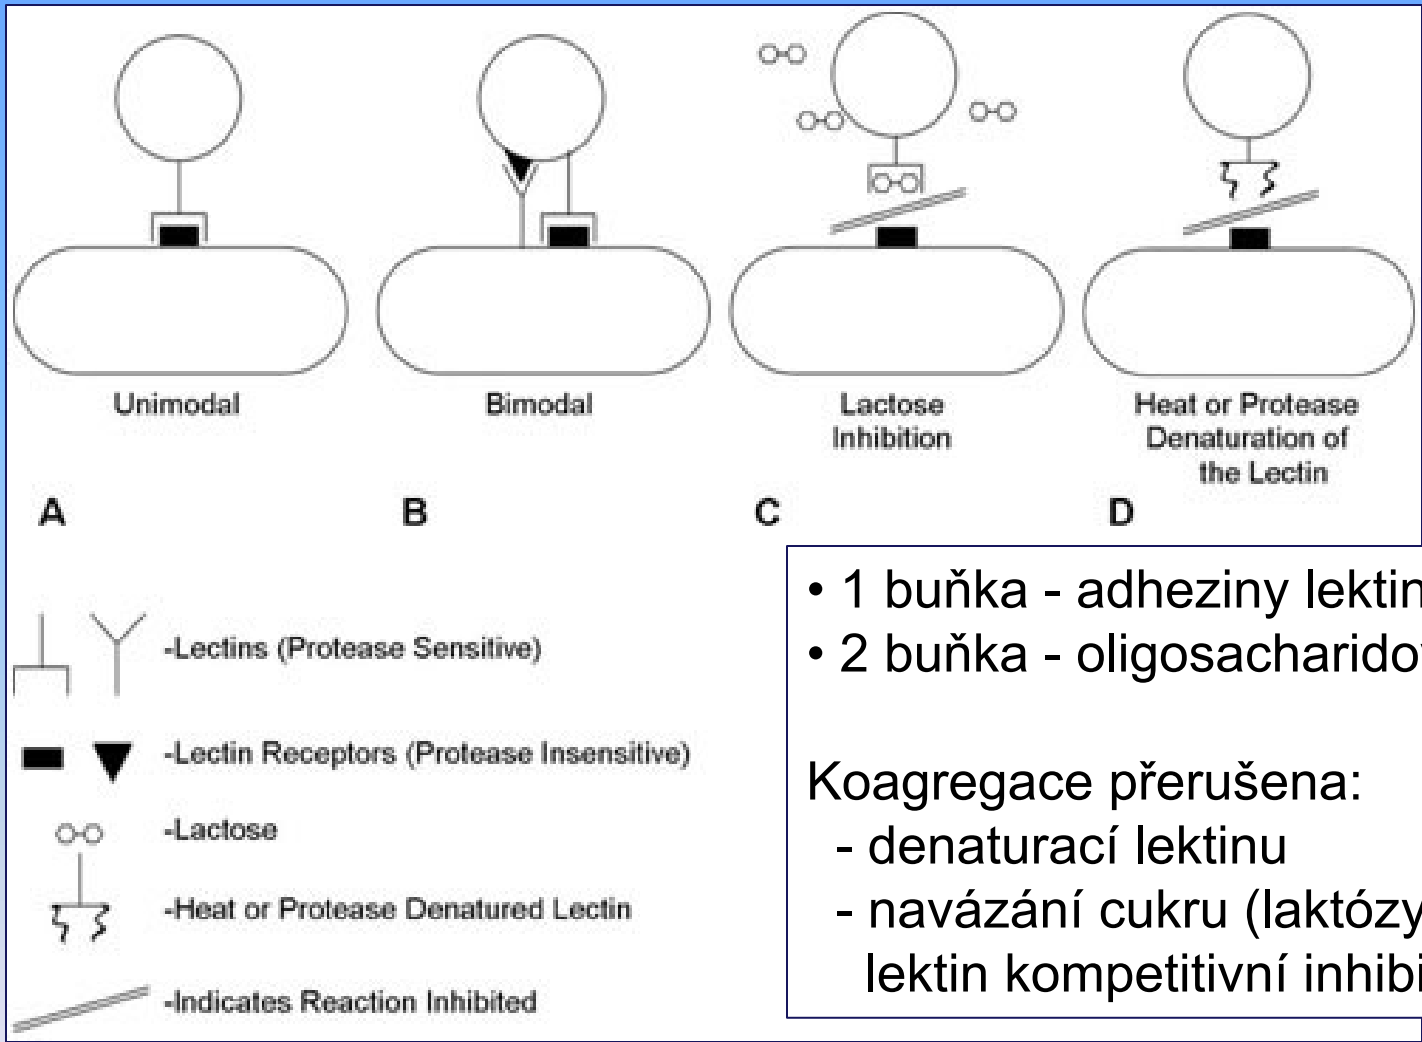 Unimodal
Bimodal
Lactose
Inhibition
Heat or Protease
Denaturation of
the Lectin
A
B
C
D
-Lectins (Protease Sensitive)
-Lectin Receptors (Protease Insensitive)
-Lactose
-Heat or Protease Denatured Lectin
-Indicates Reaction Inhibited
• 1 buňka - adheziny lektin
• 2 buňka - oligosacharido
Koagregace přerušena:
- denaturací lektinu
- navázání cukru (laktózy
lektin kompetitivní inhibi